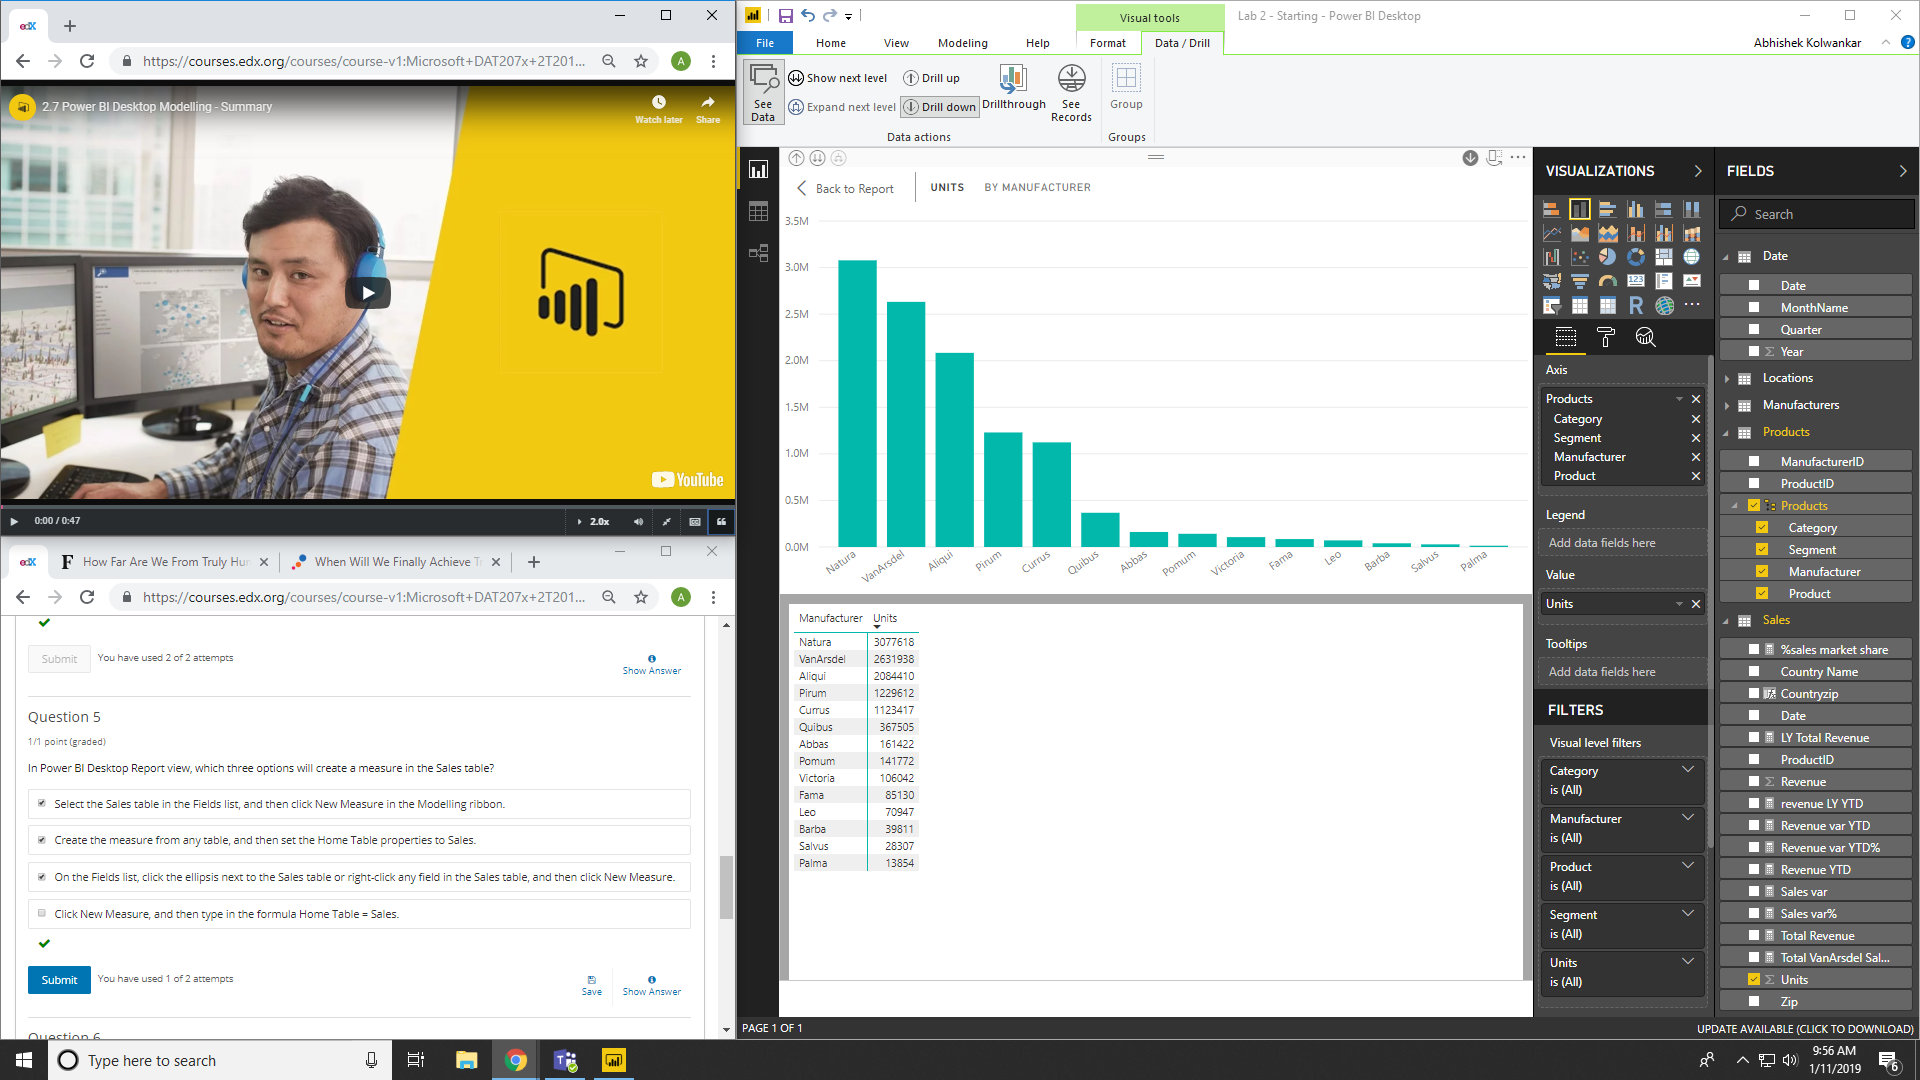 edX
https://courses.edx.org/courses/course-v1:Microsoft+DAT207x+2T201...
A
2.7 Power BI Desktop Modelling - Summary
Watch later
Share
YouTube
0:00 / 0:47
2.0x
edX
How Far Are We From Truly Hur
When Will We Finally Achieve T
https://courses.edx.org/courses/course-v1:Microsoft+DAT207x+2T201...
A
Submit
You have used 2 of 2 attempts
Show Answer
Question 5
1/1 point (graded)
In Power BI Desktop Report view, which three options will create a measure in the Sales table?
Select the Sales table in the Fields list, and then click New Measure in the Modelling ribbon.
Create the measure from any table, and then set the Home Table properties to Sales.
On the Fields list, click the ellipsis next to the Sales table or right-click any field in the Sales table, and then click New Measure.
Click New Measure, and then type in the formula Home Table = Sales.
Submit
You have used 1 of 2 attempts
Save
Show Answer
Question 6
Visual tools
Lab 2 - Starting - Power BI Desktop
File
Home
View
Modeling
Help
Format
Data / Drill
Abhishek Kolwankar
See
Data
Show next level
Expand next level
Drill up
Drill down
Drillthrough
See
Records
Group
Data actions
Groups
Back to Report
UNITS
BY MANUFACTURER
3.5M
3.0M
2.5M
2.0M
1.5M
1.0M
0.5M
0.0M
Natura
VanArsdel
Aliqui
Pirum
Currus
Quibus
Abbas
Pomum
Victoria
Fama
Leo
Barba
Salvus
Palma
Manufacturer Units
Natura 3077618
VanArsdel 2631938
Aliqui 2084410
Pirum 1229612
Currus 1123417
Quibus 367505
Abbas 161422
Pomum 141772
Victoria 106042
Fama 85130
Leo 70947
Barba 39811
Salvus 28307
Palma 13854
PAGE 1 OF 1
VISUALIZATIONS
123
R
Axis
Products
Category
Segment
Manufacturer
Product
Legend
Add data fields here
Value
Units
Tooltips
Add data fields here
FILTERS
Visual level filters
Category
is (All)
Manufacturer
is (All)
Product
is (All)
Segment
is (All)
Units
is (All)
FIELDS
Search
Date
Date
MonthName
Quarter
Year
Locations
Manufacturers
Products
ManufacturerID
ProductID
Products
Category
Segment
Manufacturer
Product
Sales
%sales market share
Country Name
Countryzip
Date
LY Total Revenue
ProductID
Revenue
revenue LY YTD
Revenue var YTD
Revenue var YTD%
Revenue YTD
Sales var
Sales var%
Total Revenue
Total VanArsdel Sal...
Units
Zip
UPDATE AVAILABLE (CLICK TO DOWNLOAD)
Type here to search
9:56 AM
1/11/2019
6